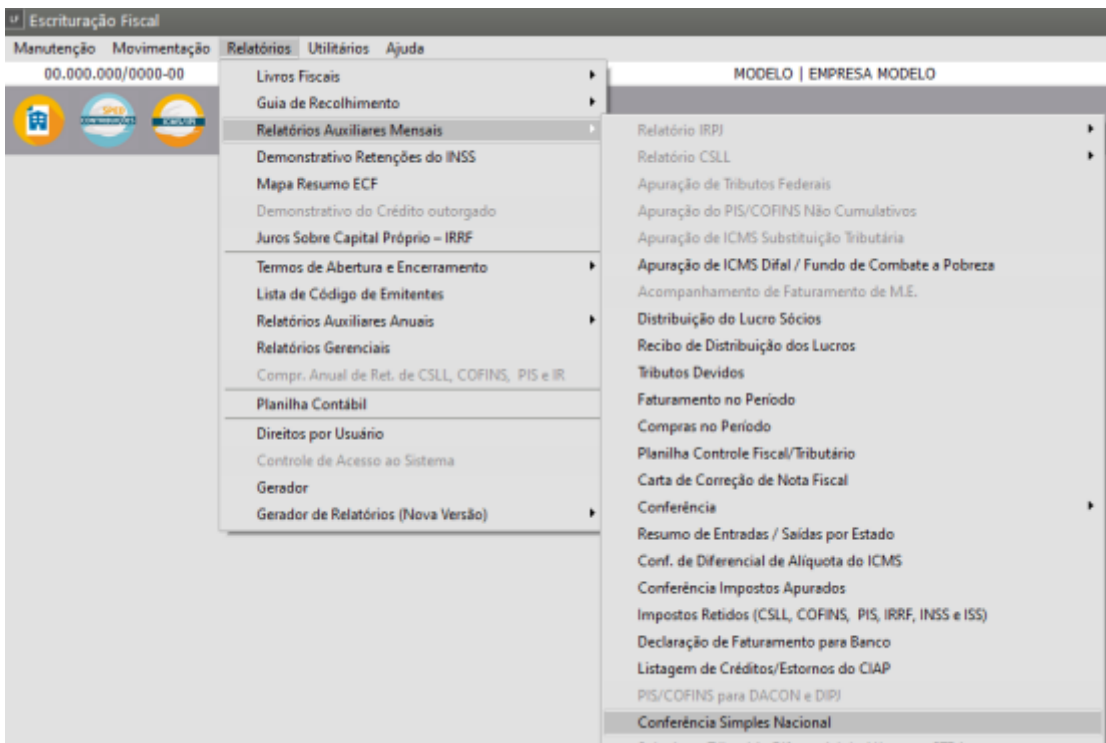 LF Escrituração Fiscal
Manutenção Movimentação Relatórios Utilitários Ajuda
00.000.000/0000-00
MODELO | EMPRESA MODELO
SPED
CONTRIBUIÇÕES
ICMS/IPI
Livros Fiscais
Guia de Recolhimento
Relatórios Auxiliares Mensais
Demonstrativo Retenções do INSS
Mapa Resumo ECF
Demonstrativo do Crédito outorgado
Juros Sobre Capital Próprio – IRRF
Termos de Abertura e Encerramento
Lista de Código de Emitentes
Relatórios Auxiliares Anuais
Relatórios Gerenciais
Compr. Anual de Ret. de CSLL, COFINS, PIS e IR
Planilha Contábil
Direitos por Usuário
Controle de Acesso ao Sistema
Gerador
Gerador de Relatórios (Nova Versão)
Relatório IRPJ
Relatório CSLL
Apuração de Tributos Federais
Apuração do PIS/COFINS Não Cumulativos
Apuração de ICMS Substituição Tributária
Apuração de ICMS Difal / Fundo de Combate a Pobreza
Acompanhamento de Faturamento de M.E.
Distribuição do Lucro Sócios
Recibo de Distribuição dos Lucros
Tributos Devidos
Faturamento no Período
Compras no Período
Planilha Controle Fiscal/Tributário
Carta de Correção de Nota Fiscal
Conferência
Resumo de Entradas / Saídas por Estado
Conf. de Diferencial de Alíquota do ICMS
Conferência Impostos Apurados
Impostos Retidos (CSLL, COFINS, PIS, IRRF, INSS e ISS)
Declaração de Faturamento para Banco
Listagem de Créditos/Estornos do CIAP
PIS/COFINS para DACON e DIPJ
Conferência Simples Nacional